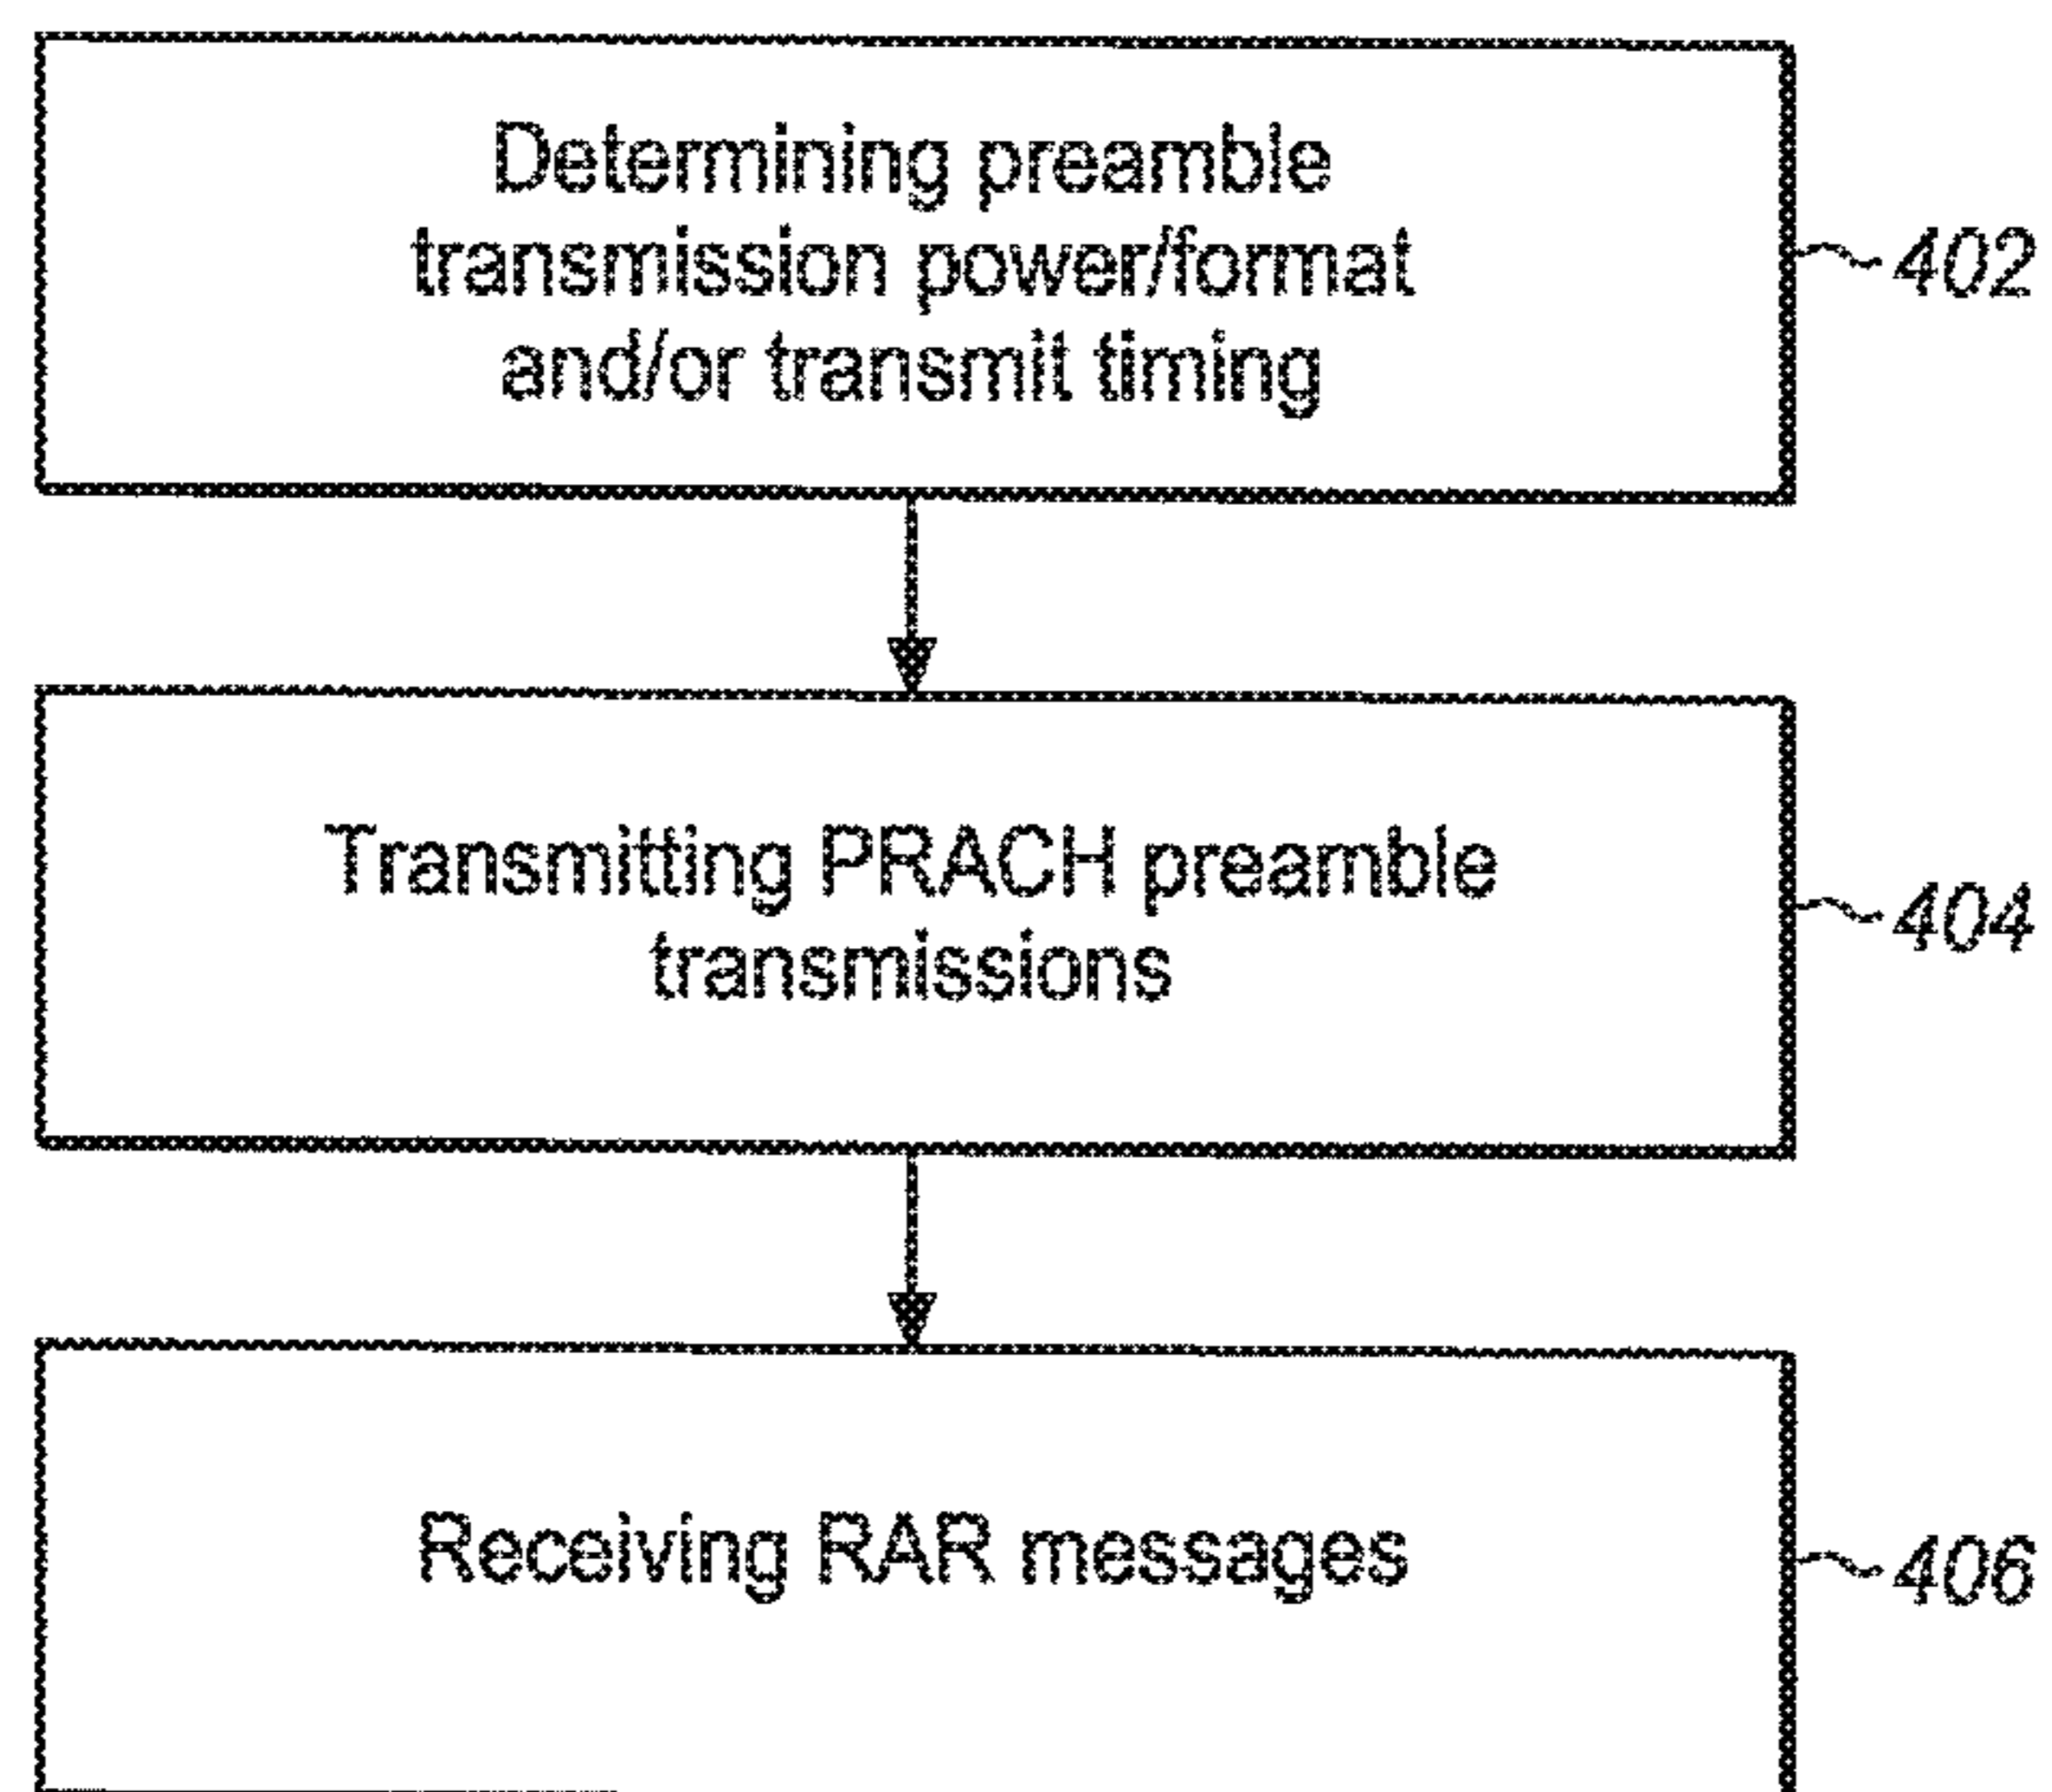 Determining preamble
transmission power/format
and/or transmit timing
402
Transmitting PRACH preamble
transmissions
404
Receiving RAR messages
406